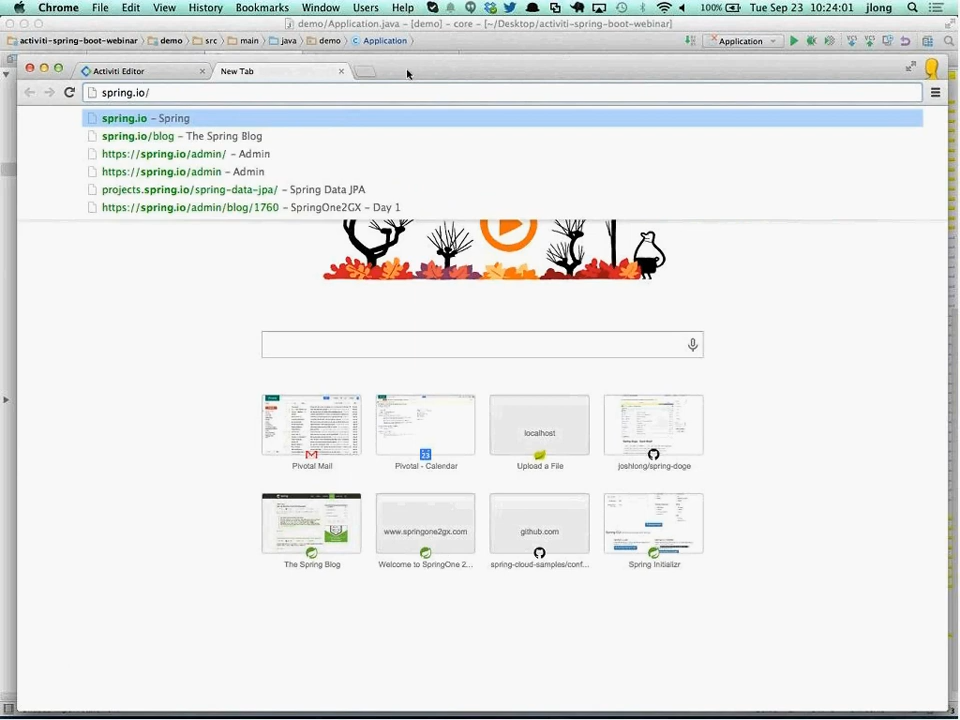 Chrome File Edit View History Bookmarks Window Users Help 100% Tue Sep 23 10:24:01 jlong
demo/Application.java - [demo] - core - [~/Desktop/activiti-spring-boot-webinar]
activiti-spring-boot-webinar demo src main java demo Application Application
Activiti Editor New Tab
spring.io/
spring.io – Spring
spring.io/blog – The Spring Blog
https://spring.io/admin/ – Admin
https://spring.io/admin – Admin
projects.spring.io/spring-data-jpa/ – Spring Data JPA
https://spring.io/admin/blog/1760 – SpringOne2GX – Day 1
localhost
23
Pivotal Mail Pivotal - Calendar Upload a File joshlong/spring-doge
www.springone2gx.com github.com
The Spring Blog Welcome to SpringOne 2... spring-cloud-samples/conf... Spring Initializr